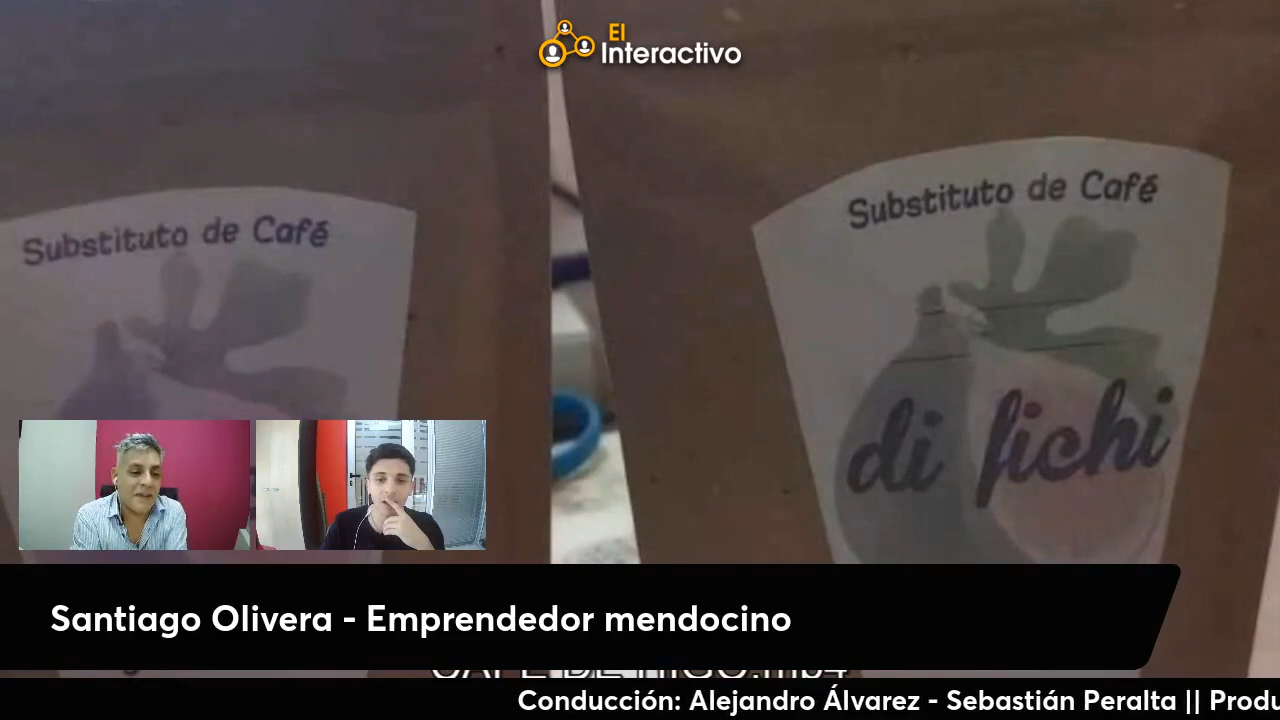 El
Interactivo
Substituto de Café
Substituto de Café
di fichi
Santiago Olivera - Emprendedor mendocino
Conducción: Alejandro Álvarez - Sebastián Peralta ||